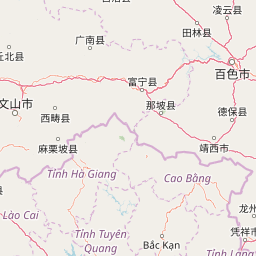 凌云县
田林县
广南县
丘北县
百色市
富宁县
文山市
那坡县
德保县
西畴县
麻栗坡县
靖西市
Tỉnh Hà Giang
Cao Bằng
Lào Cai
龙州
Tỉnh Tuyên
Quang
Bắc Kạn
凭祥市
Tỉnh Lạng